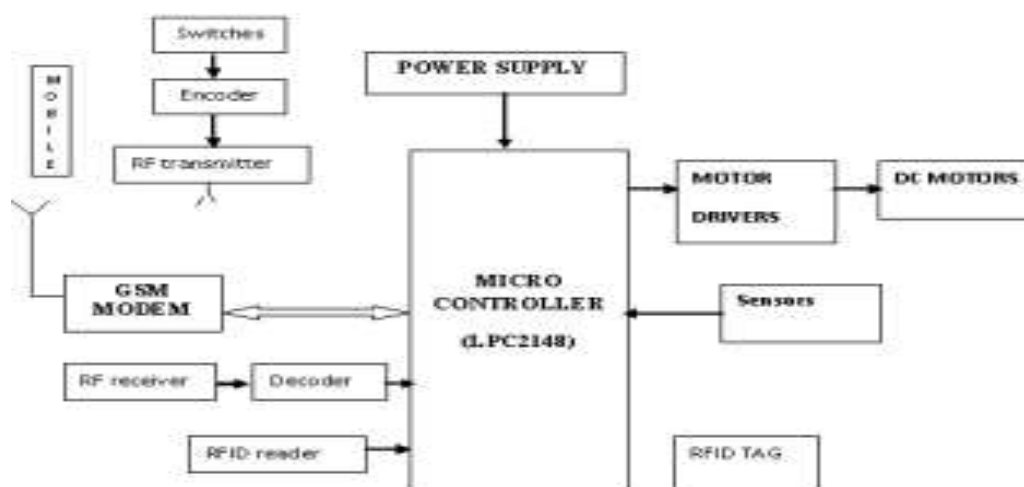 Switches
MOBILE
POWER SUPPLY
Encoder
RF transmitter
MOTOR
DRIVERS
DC MOTORS
GSM
MODEM
MICRO
CONTROLLER
(LPC2148)
Sensors
RF receiver
Decoder
RFID reader
RFID TAG